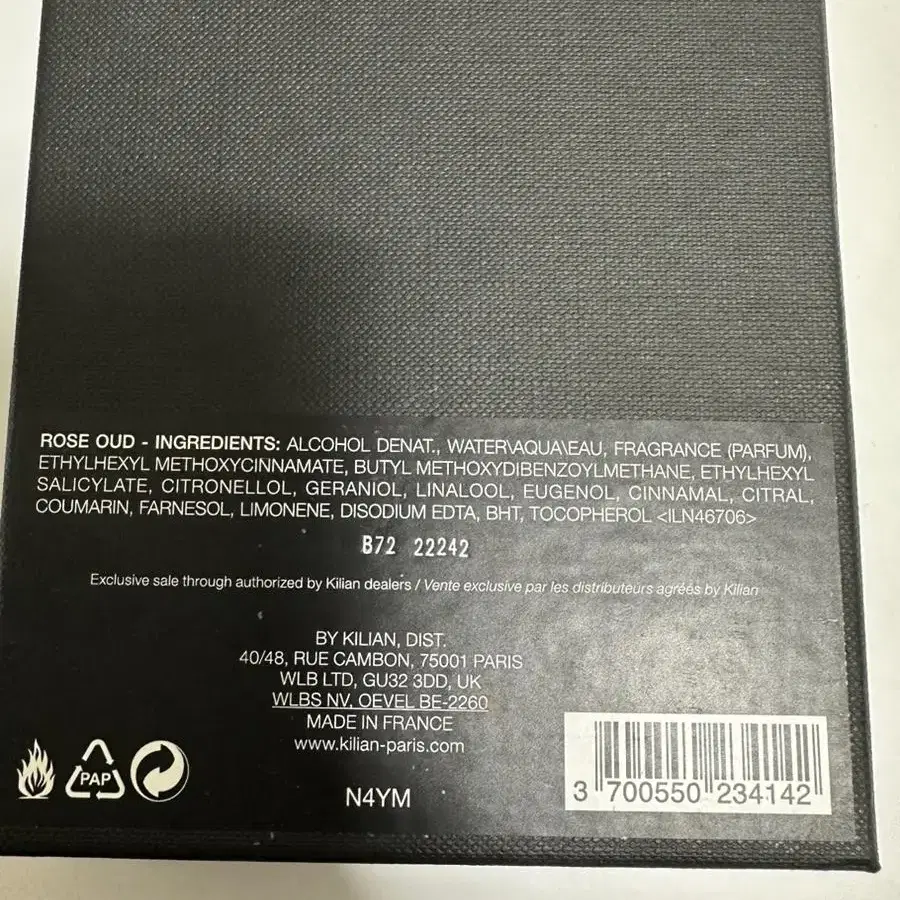 ROSE OUD - INGREDIENTS: ALCOHOL DENAT., WATER\AQUA\EAU, FRAGRANCE (PARFUM),
ETHYLHEXYL METHOXYCINNAMATE, BUTYL METHOXYDIBENZOYLMETHANE, ETHYLHEXYL
SALICYLATE, CITRONELLOL, GERANIOL, LINALOOL, EUGENOL, CINNAMAL, CITRAL,
COUMARIN, FARNESOL, LIMONENE, DISODIUM EDTA, BHT, TOCOPHEROL <ILN46706>
B72 22242
Exclusive sale through authorized by Kilian dealers / Vente exclusive par les distributeurs agréés by Kilian
BY KILIAN, DIST.
40/48, RUE CAMBON, 75001 PARIS
WLB LTD, GU32 3DD, UK
WLBS NV, OEVEL BE-2260
MADE IN FRANCE
www.kilian-paris.com
PAP
N4YM
3 700550 234142